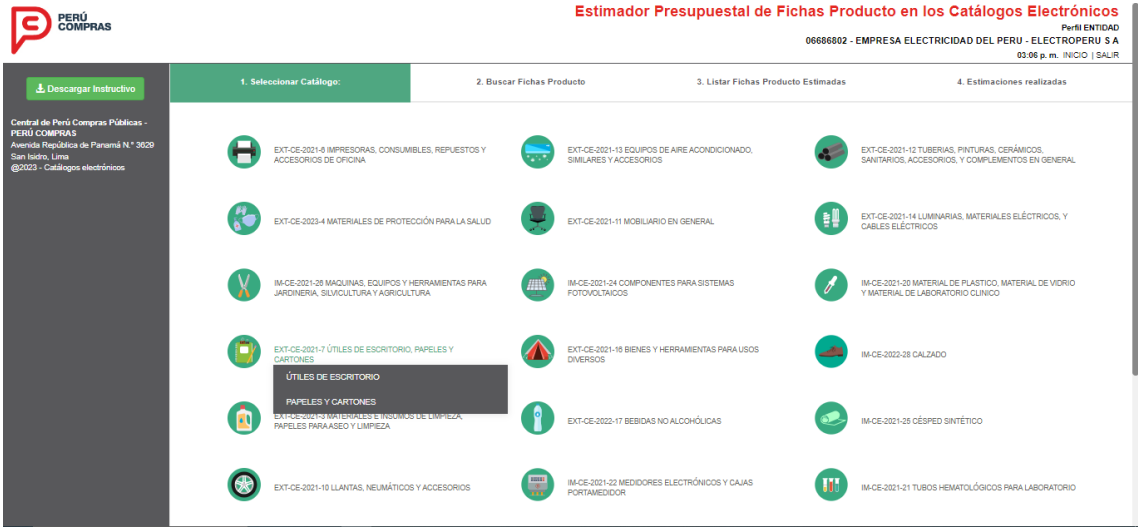 PERÚ
COMPRAS
Estimador Presupuestal de Fichas Producto en los Catálogos Electrónicos
Perfil ENTIDAD
06686802 - EMPRESA ELECTRICIDAD DEL PERU - ELECTROPERU S A
03:06 p. m. INICIO | SALIR
Descargar Instructivo
Central de Perú Compras Públicas -
PERÚ COMPRAS
Avenida República de Panamá N.° 3629
San Isidro, Lima
@2023 - Catálogos electrónicos
1. Seleccionar Catálogo:
2. Buscar Fichas Producto
3. Listar Fichas Producto Estimadas
4. Estimaciones realizadas
EXT-CE-2021-6 IMPRESORAS, CONSUMIBLES, REPUESTOS Y
ACCESORIOS DE OFICINA
EXT-CE-2021-13 EQUIPOS DE AIRE ACONDICIONADO,
SIMILARES Y ACCESORIOS
EXT-CE-2021-12 TUBERIAS, PINTURAS, CERÁMICOS,
SANITARIOS, ACCESORIOS, Y COMPLEMENTOS EN GENERAL
EXT-CE-2023-4 MATERIALES DE PROTECCIÓN PARA LA SALUD
EXT-CE-2021-11 MOBILIARIO EN GENERAL
EXT-CE-2021-14 LUMINARIAS, MATERIALES ELÉCTRICOS, Y
CABLES ELÉCTRICOS
IM-CE-2021-26 MAQUINAS, EQUIPOS Y HERRAMIENTAS PARA
JARDINERIA, SILVICULTURA Y AGRICULTURA
IM-CE-2021-24 COMPONENTES PARA SISTEMAS
FOTOVOLTAICOS
IM-CE-2021-20 MATERIAL DE PLASTICO, MATERIAL DE VIDRIO
Y MATERIAL DE LABORATORIO CLINICO
EXT-CE-2021-7 ÚTILES DE ESCRITORIO, PAPELES Y
CARTONES
ÚTILES DE ESCRITORIO
PAPELES Y CARTONES
EXT-CE-2021-16 BIENES Y HERRAMIENTAS PARA USOS
DIVERSOS
IM-CE-2022-28 CALZADO
EXT-CE-2021-3 MATERIALES E INSUMOS DE LIMPIEZA,
PAPELES PARA ASEO Y LIMPIEZA
EXT-CE-2022-17 BEBIDAS NO ALCOHÓLICAS
IM-CE-2021-25 CÉSPED SINTÉTICO
EXT-CE-2021-10 LLANTAS, NEUMÁTICOS Y ACCESORIOS
IM-CE-2021-22 MEDIDORES ELECTRÓNICOS Y CAJAS
PORTAMEDIDOR
IM-CE-2021-21 TUBOS HEMATOLÓGICOS PARA LABORATORIO